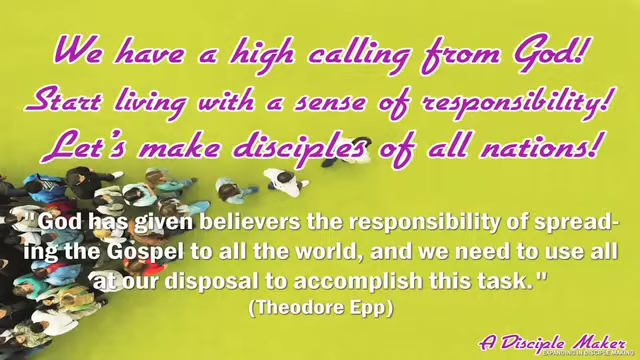 We have a high calling from God!
Start living with a sense of responsibility!
Let's make disciples of all nations!
"God has given believers the responsibility of spread-
ing the Gospel to all the world, and we need to use all
at our disposal to accomplish this task."
(Theodore Epp)
A Disciple Maker
EXPANDING IN DISCIPLE MAKING